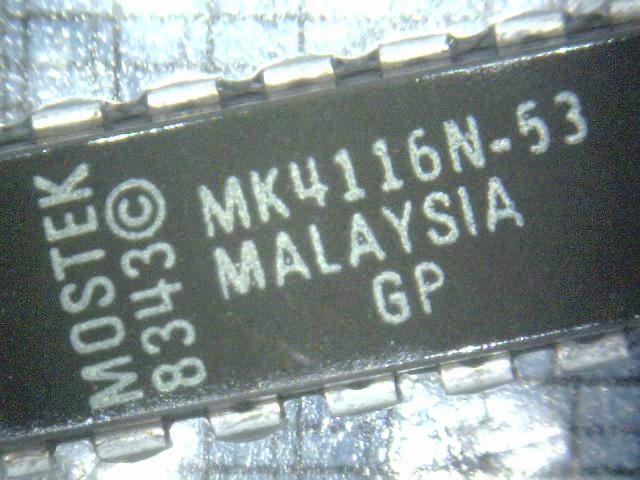 MOSTEK
8343 ©
MK4116N-53
MALAYSIA
GP